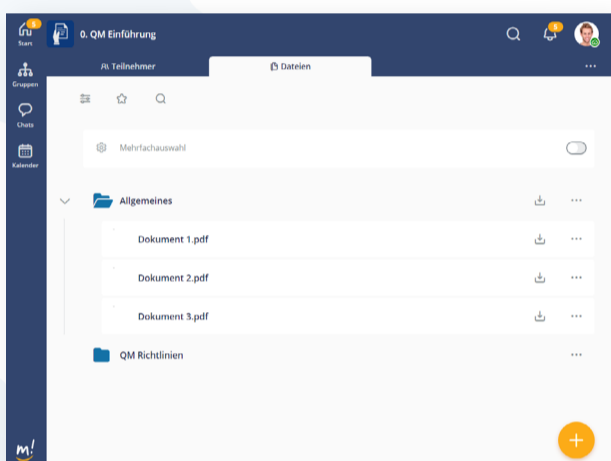 5
Start
0. QM Einführung
5
Teilnehmer
Dateien
Gruppen
Chats
Kalender
Mehrfachauswahl
Allgemeines
Dokument 1.pdf
Dokument 2.pdf
Dokument 3.pdf
QM Richtlinien
m!